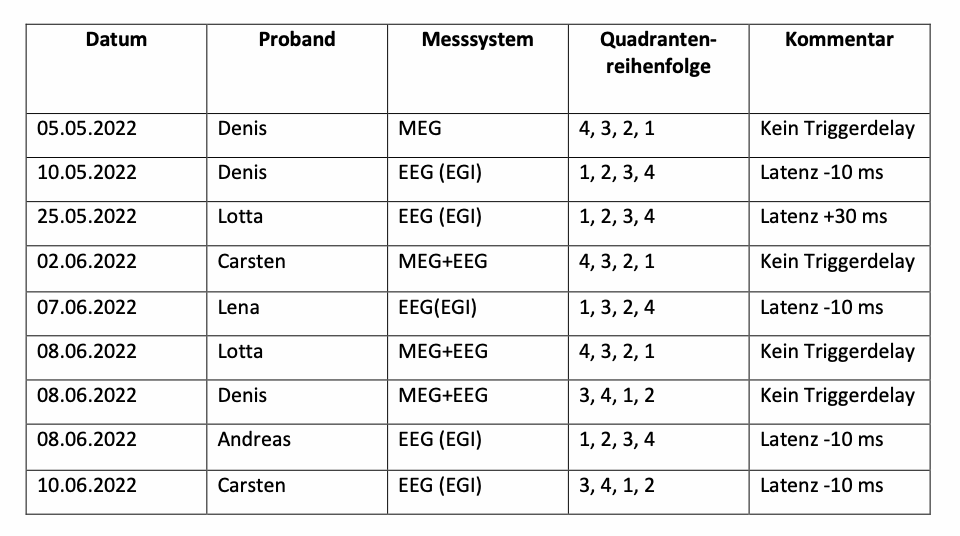 Datum Proband Messsystem Quadranten-
reihenfolge Kommentar
05.05.2022 Denis MEG 4, 3, 2, 1 Kein Triggerdelay
10.05.2022 Denis EEG (EGI) 1, 2, 3, 4 Latenz -10 ms
25.05.2022 Lotta EEG (EGI) 1, 2, 3, 4 Latenz +30 ms
02.06.2022 Carsten MEG+EEG 4, 3, 2, 1 Kein Triggerdelay
07.06.2022 Lena EEG(EGI) 1, 3, 2, 4 Latenz -10 ms
08.06.2022 Lotta MEG+EEG 4, 3, 2, 1 Kein Triggerdelay
08.06.2022 Denis MEG+EEG 3, 4, 1, 2 Kein Triggerdelay
08.06.2022 Andreas EEG (EGI) 1, 2, 3, 4 Latenz -10 ms
10.06.2022 Carsten EEG (EGI) 3, 4, 1, 2 Latenz -10 ms